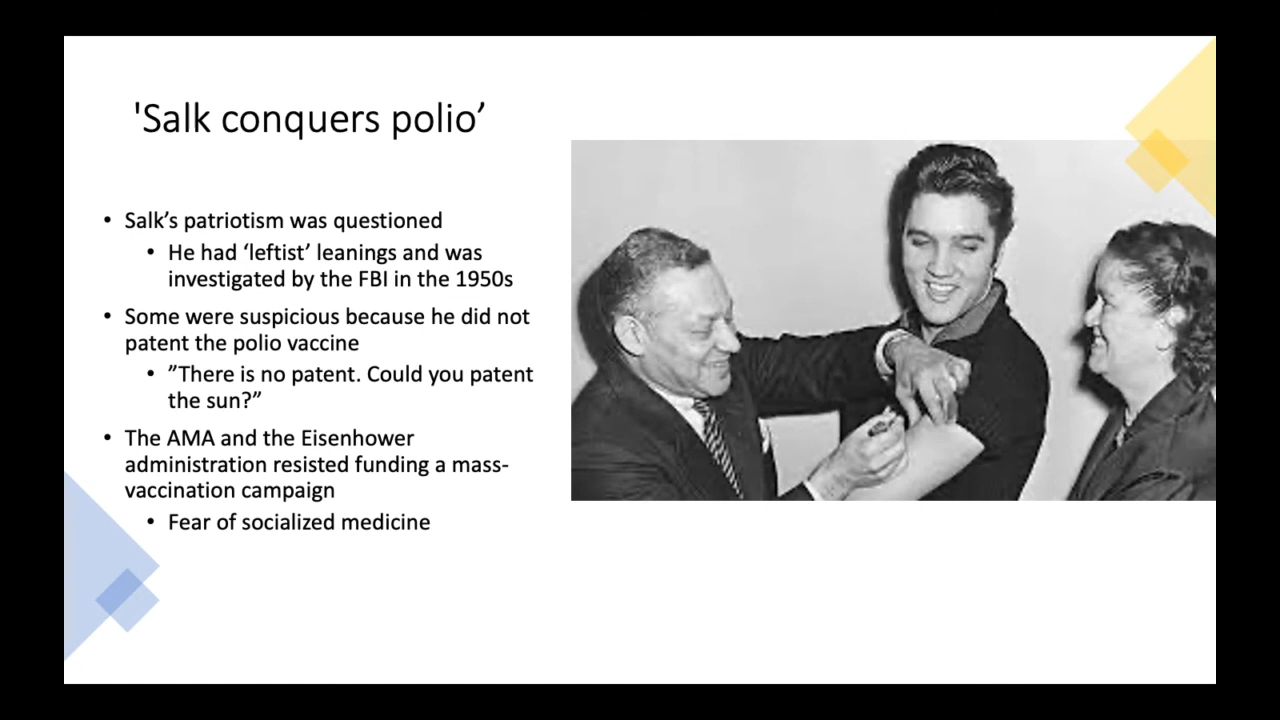 'Salk conquers polio’
• Salk’s patriotism was questioned
• He had ‘leftist’ leanings and was
investigated by the FBI in the 1950s
• Some were suspicious because he did not
patent the polio vaccine
• ”There is no patent. Could you patent
the sun?”
• The AMA and the Eisenhower
administration resisted funding a mass-
vaccination campaign
• Fear of socialized medicine